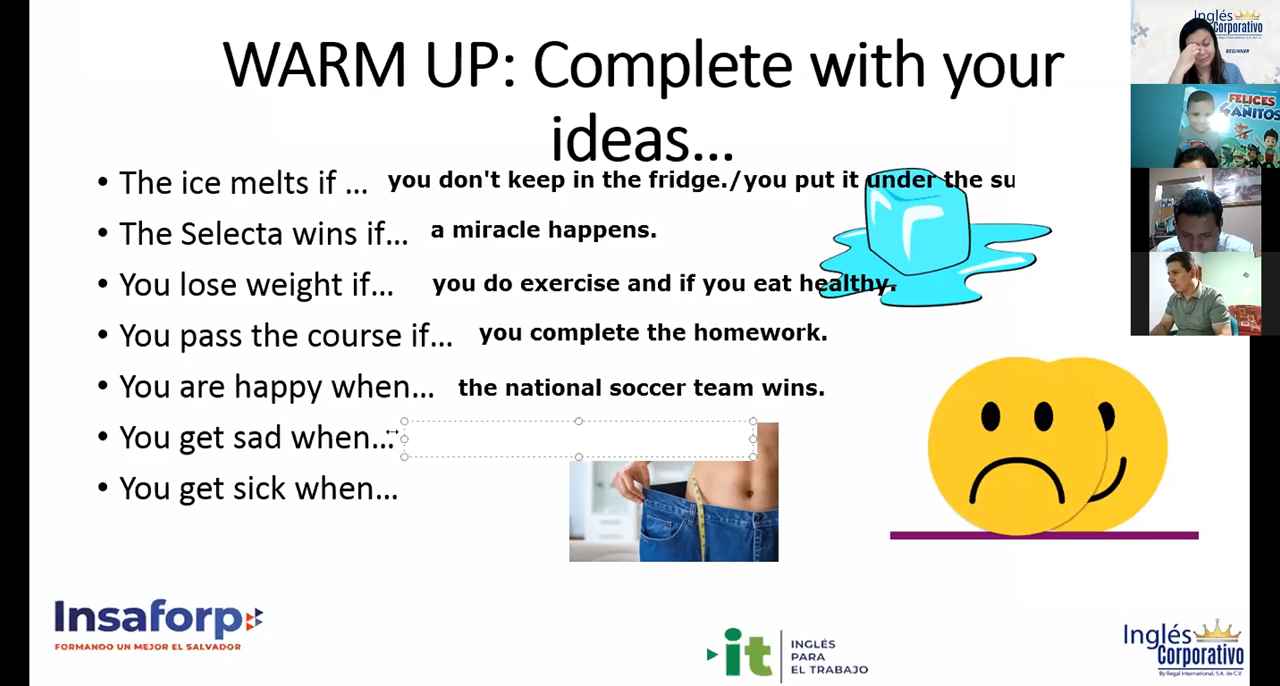 WARM UP: Complete with your
ideas...
• The ice melts if ... you don't keep in the fridge./you put it under the su
• The Selecta wins if... a miracle happens.
• You lose weight if... you do exercise and if you eat healthy.
• You pass the course if... you complete the homework.
• You are happy when... the national soccer team wins.
• You get sad when...
• You get sick when...
Insaforp
FORMANDO UN MEJOR EL SALVADOR
it
INGLÉS
PARA
EL TRABAJO
Inglés
Corporativo
By Regal International, S.A. de C.V
Inglés
Corporativo
BEGINNER
FELICES
4 AÑITOS